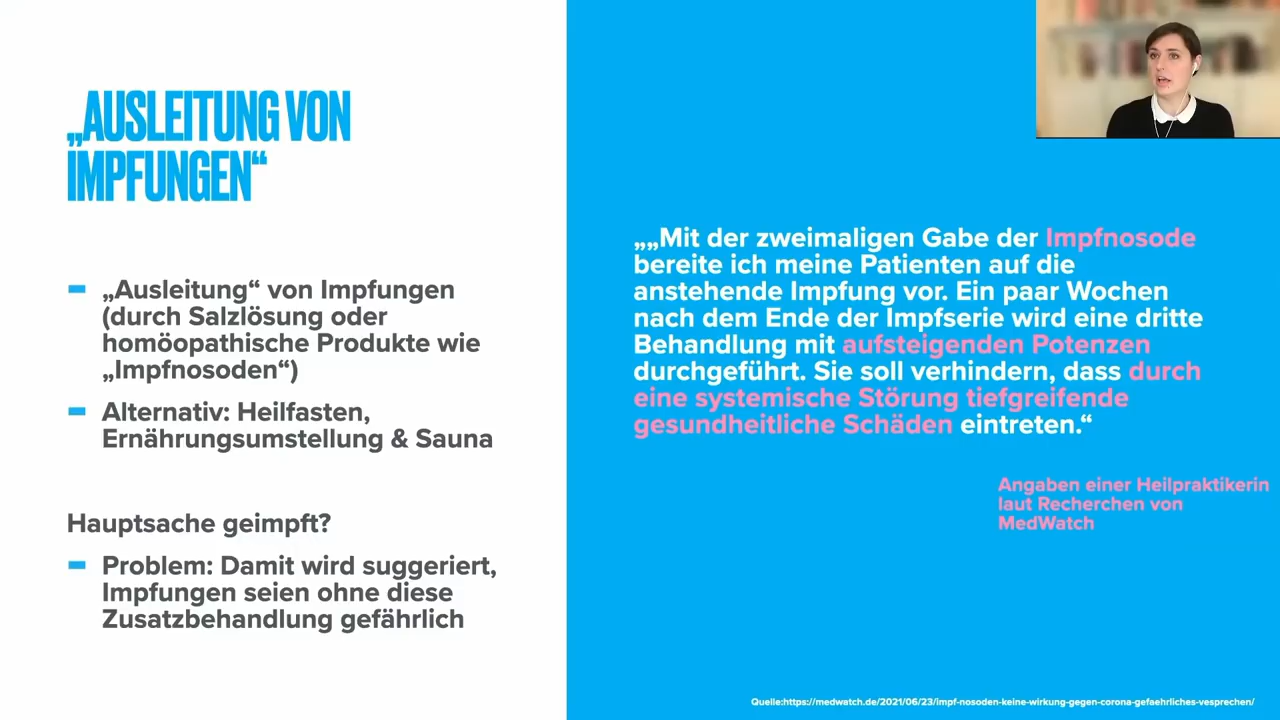 „AUSLEITUNG VON
IMPFUNGEN“
„Ausleitung“ von Impfungen
(durch Salzlösung oder
homöopathische Produkte wie
„Impfnosoden“)
Alternativ: Heilfasten,
Ernährungsumstellung & Sauna
Hauptsache geimpft?
Problem: Damit wird suggeriert,
Impfungen seien ohne diese
Zusatzbehandlung gefährlich
„„Mit der zweimaligen Gabe der Impfnosode
bereite ich meine Patienten auf die
anstehende Impfung vor. Ein paar Wochen
nach dem Ende der Impfserie wird eine dritte
Behandlung mit aufsteigenden Potenzen
durchgeführt. Sie soll verhindern, dass durch
eine systemische Störung tiefgreifende
gesundheitliche Schäden eintreten.“
Angaben einer Heilpraktikerin
laut Recherchen von
MedWatch
Quelle:https://medwatch.de/2021/06/23/impf-nosoden-keine-wirkung-gegen-corona-gefaehrliches-vesprechen/